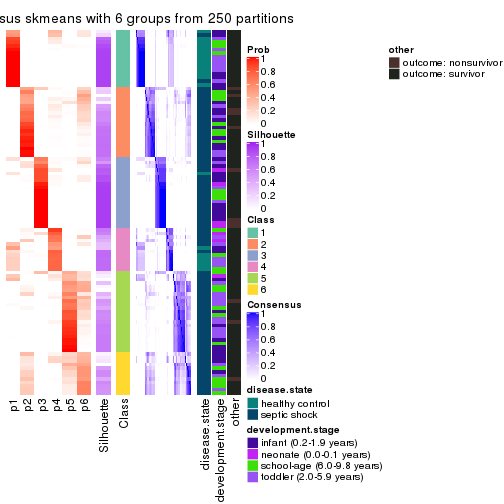 sus skmeans with 6 groups from 250 partitions
Prob
1
0.8
0.6
0.4
0.2
0
Silhouette
1
0.8
0.6
0.4
0.2
0
Class
1
2
3
4
5
6
Consensus
1
0.8
0.6
0.4
0.2
0
disease.state
healthy control
septic shock
development.stage
infant (0.2-1.9 years)
neonate (0.0-0.1 years)
school-age (6.0-9.8 years)
toddler (2.0-5.9 years)
other
outcome: nonsurvivor
outcome: survivor
p1
p2
p3
p4
p5
p6
Silhouette
Class
disease.state
development.stage
other